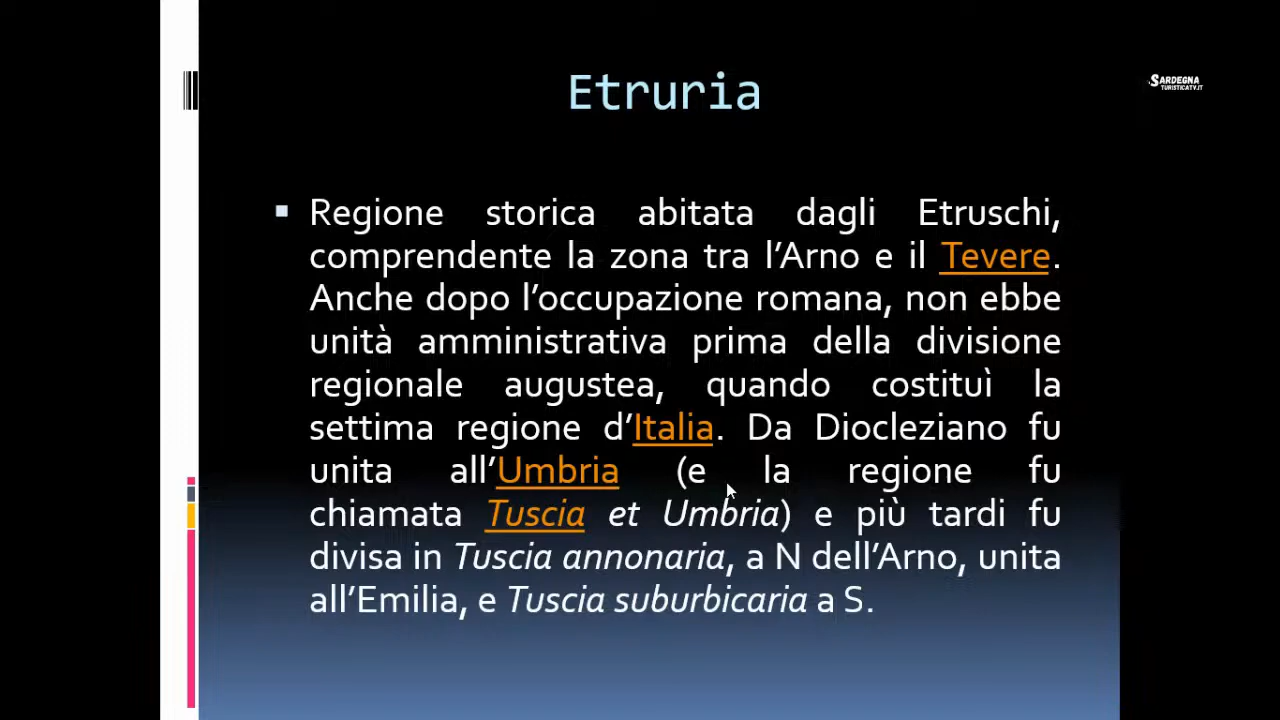 Etruria
SARDEGNA
TURISTICATV.IT
Regione storica abitata dagli Etruschi,
comprendente la zona tra l’Arno e il Tevere.
Anche dopo l’occupazione romana, non ebbe
unità amministrativa prima della divisione
regionale augustea, quando costituì la
settima regione d’Italia. Da Diocleziano fu
unita all’Umbria (e la regione fu
chiamata Tuscia et Umbria) e più tardi fu
divisa in Tuscia annonaria, a N dell’Arno, unita
all’Emilia, e Tuscia suburbicaria a S.